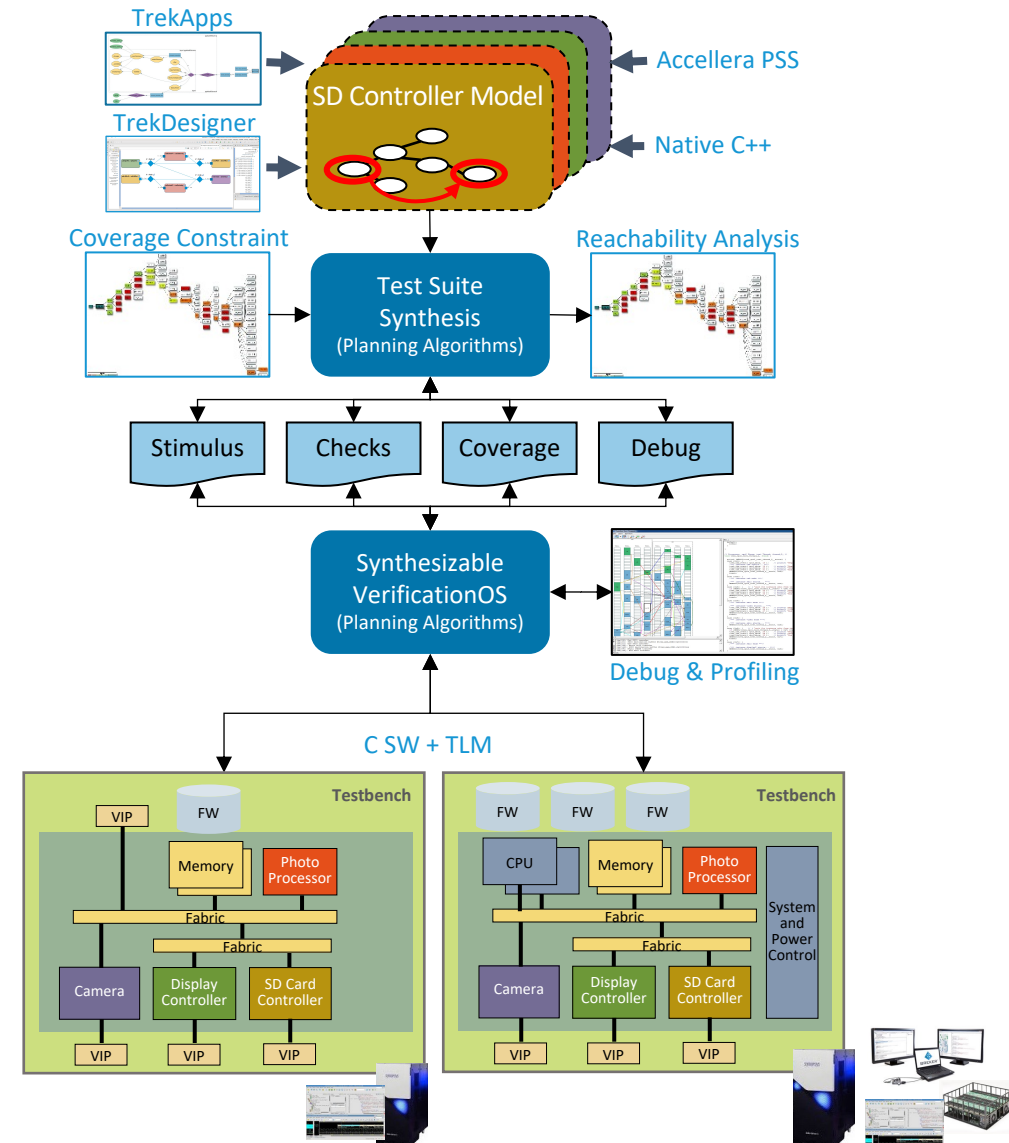 TrekApps
Accellera PSS
SD Controller Model
TrekDesigner
Native C++
Coverage Constraint
Reachability Analysis
Test Suite
Synthesis
(Planning Algorithms)
Stimulus
Checks
Coverage
Debug
Synthesizable
VerificationOS
(Planning Algorithms)
Debug & Profiling
C SW + TLM
Testbench
FW
VIP
Memory
Photo
Processor
Fabric
Fabric
Camera
Display
Controller
SD Card
Controller
VIP
VIP
VIP
Testbench
FW
FW
FW
CPU
Memory
Photo
Processor
System
and
Power
Control
Fabric
Fabric
Camera
Display
Controller
SD Card
Controller
VIP
VIP
VIP